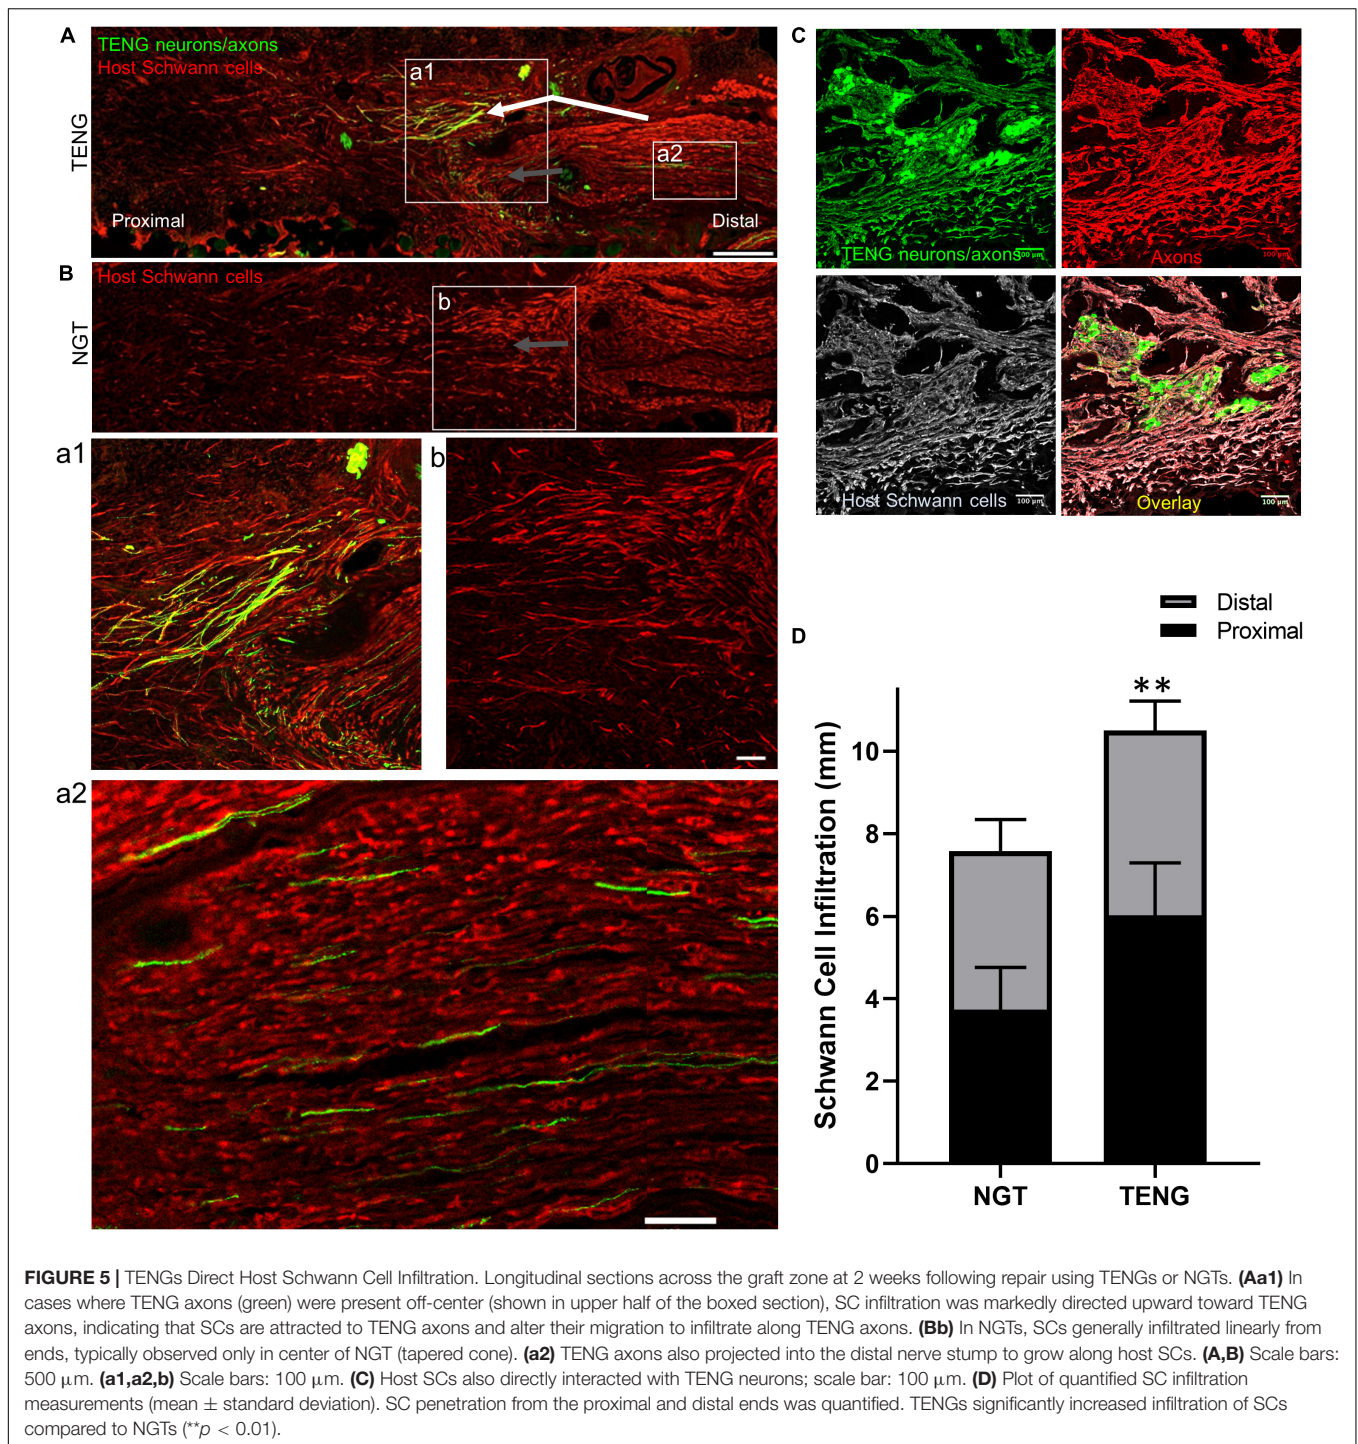 A
TENG neurons/axons
Host Schwann cells
a1
a2
TENG
Proximal
Distal
B
Host Schwann cells
b
NGT
a1
b
a2
C
TENG neurons/axons
100 µm
Axons
100 µm
Host Schwann cells
100 µm
Overlay
100 µm
D
Distal
Proximal
**
Schwann Cell Infiltration (mm)
10
8
6
4
2
0
NGT
TENG
FIGURE 5 | TENGs Direct Host Schwann Cell Infiltration. Longitudinal sections across the graft zone at 2 weeks following repair using TENGs or NGTs. (Aa1) In
cases where TENG axons (green) were present off-center (shown in upper half of the boxed section), SC infiltration was markedly directed upward toward TENG
axons, indicating that SCs are attracted to TENG axons and alter their migration to infiltrate along TENG axons. (Bb) In NGTs, SCs generally infiltrated linearly from
ends, typically observed only in center of NGT (tapered cone). (a2) TENG axons also projected into the distal nerve stump to grow along host SCs. (A,B) Scale bars:
500 µm. (a1,a2,b) Scale bars: 100 µm. (C) Host SCs also directly interacted with TENG neurons; scale bar: 100 µm. (D) Plot of quantified SC infiltration
measurements (mean ± standard deviation). SC penetration from the proximal and distal ends was quantified. TENGs significantly increased infiltration of SCs
compared to NGTs (**p < 0.01).